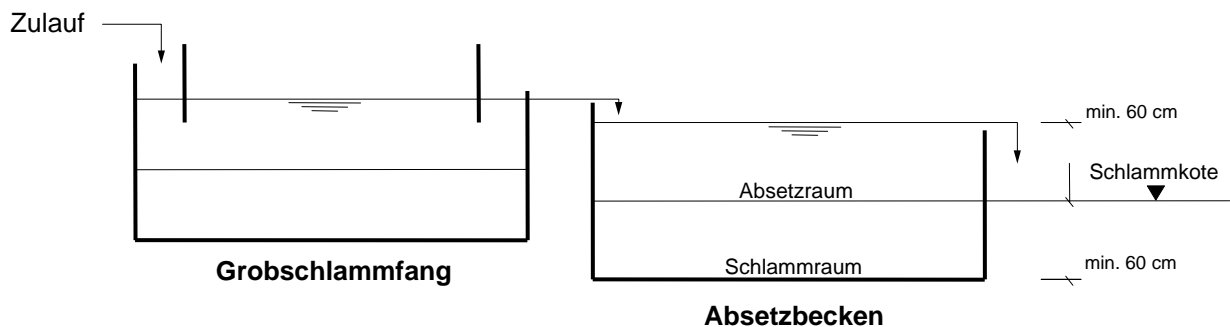 Zulauf
min. 60 cm
Schlammkote
Absetzraum
Grobschlammfang
Schlammraum
min. 60 cm
Absetzbecken